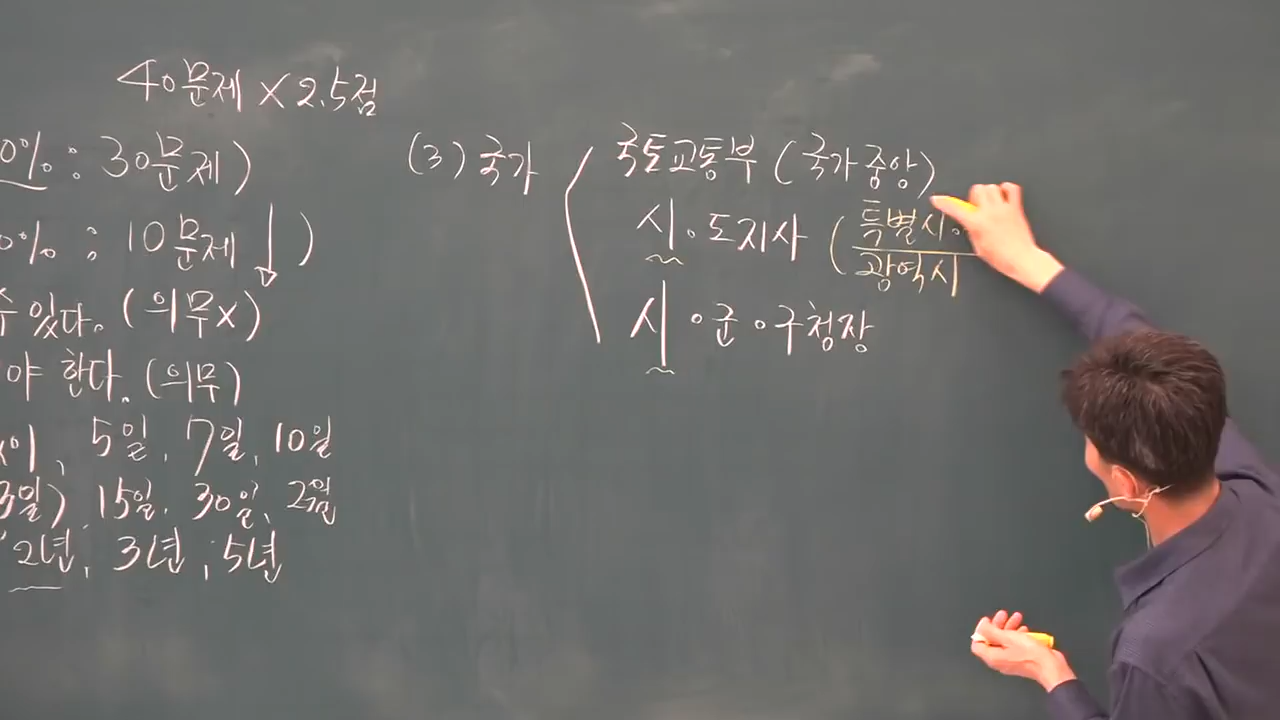 40문제 × 2.5점
0% : 30문제)
0% : 10문제 ↓)
수 있다. (의무x)
야 한다. (의무)
5일, 7일, 10일
3일), 15일, 30일, 2월
2년, 3년, 5년
(3) 국가
국토교통부 (국가 중앙)
시·도지사 (특별시·
광역시
시·군·구청장